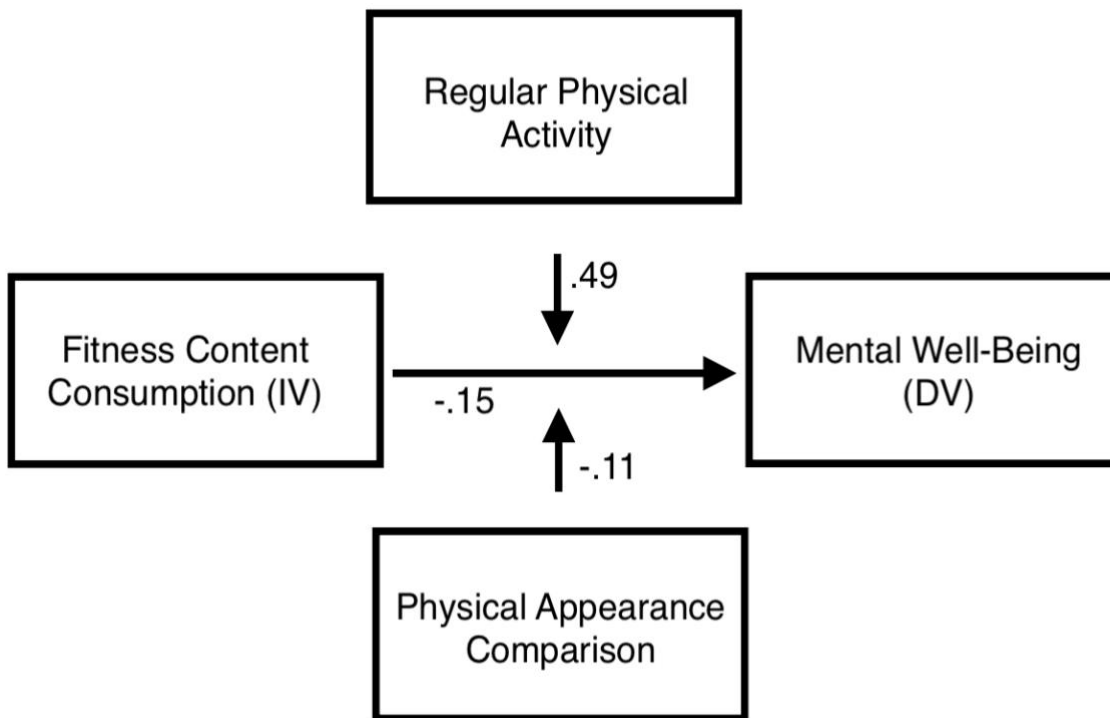 Regular Physical
Activity
.49
Fitness Content
Consumption (IV)
-.15
Mental Well-Being
(DV)
-.11
Physical Appearance
Comparison